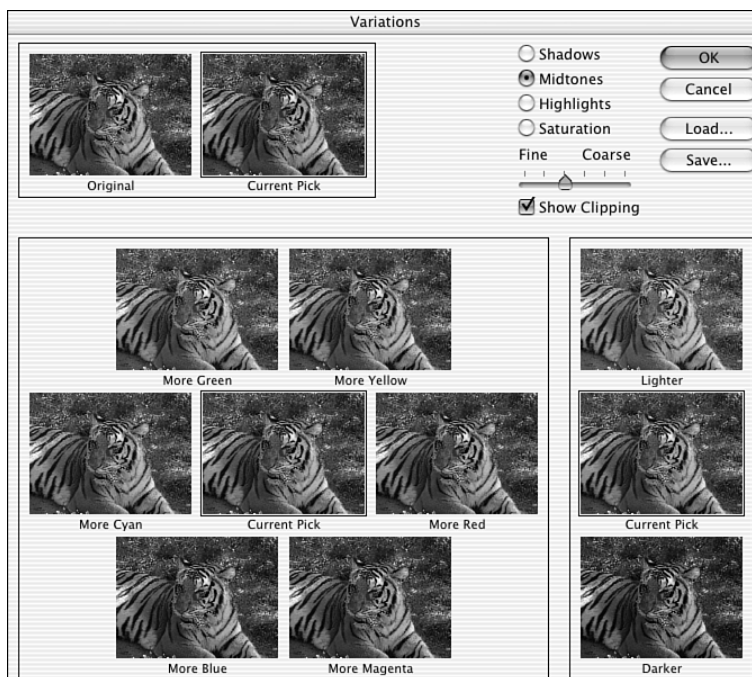 Variations
Original
Current Pick
Shadows
Midtones
Highlights
Saturation
Fine Coarse
Show Clipping
OK
Cancel
Load...
Save...
More Green More Yellow
More Cyan Current Pick More Red
More Blue More Magenta
Lighter
Current Pick
Darker